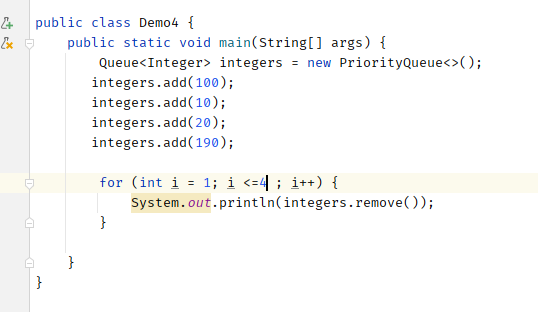 public class Demo4 {
    public static void main(String[] args) {
        Queue<Integer> integers = new PriorityQueue<>();
       integers.add(100);
       integers.add(10);
       integers.add(20);
       integers.add(190);
        for (int i = 1; i <=4 ; i++) {
            System.out.println(integers.remove());
        }
    }
}